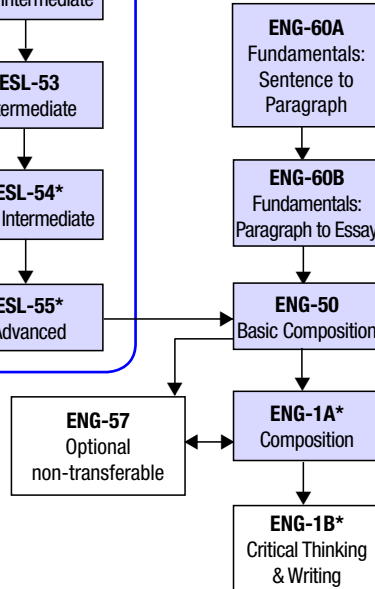 Intermediate
ESL-53
termediate
ESL-54*
Intermediate
ESL-55*
Advanced
ENG-60A
Fundamentals:
Sentence to
Paragraph
ENG-60B
Fundamentals:
Paragraph to Essay
ENG-50
Basic Composition
ENG-57
Optional
non-transferable
ENG-1A*
Composition
ENG-1B*
Critical Thinking
& Writing